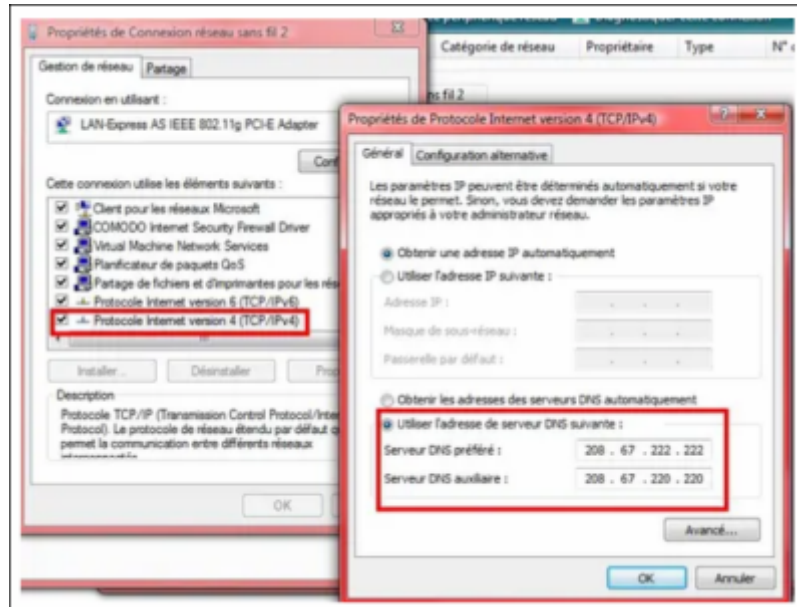 Propriétés de Connexion réseau sans fil 2
Catégorie de réseau Propriétaire Type N°
Gestion de réseau Partage
Connexion en utilisant :
LAN-Express AS IEEE 802.11g PCI-E Adapter
Conf
Cette connexion utilise les éléments suivants :
Client pour les réseaux Microsoft
COMODO Internet Security Firewall Driver
Virtual Machine Network Services
Planificateur de paquets QoS
Partage de fichiers et d'imprimantes pour les rés
Protocole Internet version 6 (TCP/IPv6)
Protocole Internet version 4 (TCP/IPv4)
Installer... Désinstaller Prop
Description
Protocole TCP/IP (Transmission Control Protocol/Inter
Protocol). Le protocole de réseau étendu par défaut q
permet la communication entre différents réseaux
OK
ns fil 2
Propriétés de Protocole Internet version 4 (TCP/IPv4)
Général Configuration alternative
Les paramètres IP peuvent être déterminés automatiquement si votre
réseau le permet. Sinon, vous devez demander les paramètres IP
appropriés à votre administrateur réseau.
Obtenir une adresse IP automatiquement
Utiliser l'adresse IP suivante :
Adresse IP :
Masque de sous-réseau :
Passerelle par défaut :
Obtenir les adresses des serveurs DNS automatiquement
Utiliser l'adresse de serveur DNS suivante :
Serveur DNS préféré : 208 . 67 . 222 . 222
Serveur DNS auxiliaire : 208 . 67 . 220 . 220
Avancé...
OK Annuler